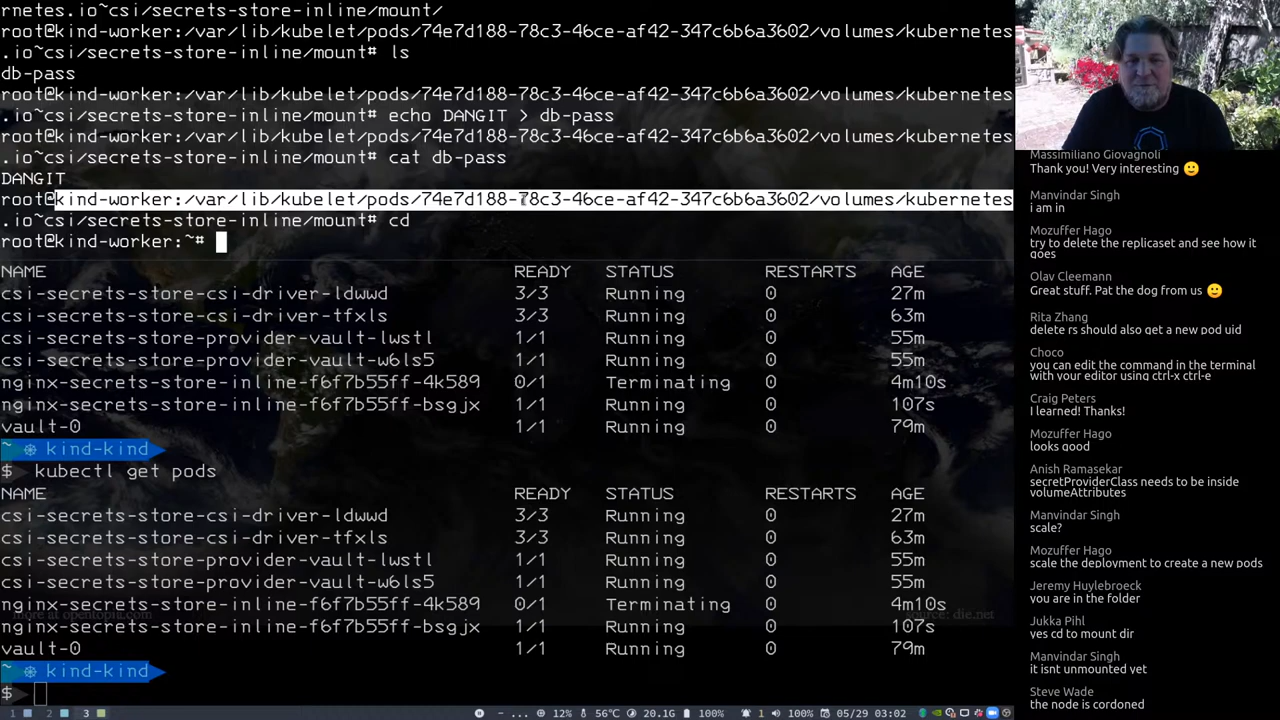 rnetes.io~csi/secrets-store-inline/mount/
root@kind-worker:/var/lib/kubelet/pods/74e7d188-78c3-46ce-af42-347c6b6a3602/volumes/kubernetes
.io~csi/secrets-store-inline/mount# ls
db-pass
root@kind-worker:/var/lib/kubelet/pods/74e7d188-78c3-46ce-af42-347c6b6a3602/volumes/kubernetes
.io~csi/secrets-store-inline/mount# echo DANGIT > db-pass
root@kind-worker:/var/lib/kubelet/pods/74e7d188-78c3-46ce-af42-347c6b6a3602/volumes/kubernetes
.io~csi/secrets-store-inline/mount# cat db-pass
DANGIT
root@kind-worker:/var/lib/kubelet/pods/74e7d188-78c3-46ce-af42-347c6b6a3602/volumes/kubernetes
.io~csi/secrets-store-inline/mount# cd
root@kind-worker:~#
NAME READY STATUS RESTARTS AGE
csi-secrets-store-csi-driver-ldwwd 3/3 Running 0 27m
csi-secrets-store-csi-driver-tfxls 3/3 Running 0 63m
csi-secrets-store-provider-vault-lwstl 1/1 Running 0 55m
csi-secrets-store-provider-vault-w6ls5 1/1 Running 0 55m
nginx-secrets-store-inline-f6f7b55ff-4k589 0/1 Terminating 0 4m10s
nginx-secrets-store-inline-f6f7b55ff-bsgjx 1/1 Running 0 107s
vault-0 1/1 Running 0 79m
~ ⎈ kind-kind
$ kubectl get pods
NAME READY STATUS RESTARTS AGE
csi-secrets-store-csi-driver-ldwwd 3/3 Running 0 27m
csi-secrets-store-csi-driver-tfxls 3/3 Running 0 63m
csi-secrets-store-provider-vault-lwstl 1/1 Running 0 55m
csi-secrets-store-provider-vault-w6ls5 1/1 Running 0 55m
nginx-secrets-store-inline-f6f7b55ff-4k589 0/1 Terminating 0 4m10s
more at opentopia.com source: die.net
nginx-secrets-store-inline-f6f7b55ff-bsgjx 1/1 Running 0 107s
vault-0 1/1 Running 0 79m
~ ⎈ kind-kind
$
1 2 3 - ... 12% 56°C 20.1G 100% 1 100% 05/29 03:02
Massimiliano Giovagnoli
Thank you! Very interesting 🙂
Manvindar Singh
i am in
Mozuffer Hago
try to delete the replicaset and see how it
goes
Olav Cleemann
Great stuff. Pat the dog from us 🙂
Rita Zhang
delete rs should also get a new pod uid
Choco
you can edit the command in the terminal
with your editor using ctrl-x ctrl-e
Craig Peters
I learned! Thanks!
Mozuffer Hago
looks good
Anish Ramasekar
secretProviderClass needs to be inside
volumeAttributes
Manvindar Singh
scale?
Mozuffer Hago
scale the deployment to create a new pods
Jeremy Huylebroeck
you are in the folder
Jukka Pihl
yes cd to mount dir
Manvindar Singh
it isnt unmounted yet
Steve Wade
the node is cordoned